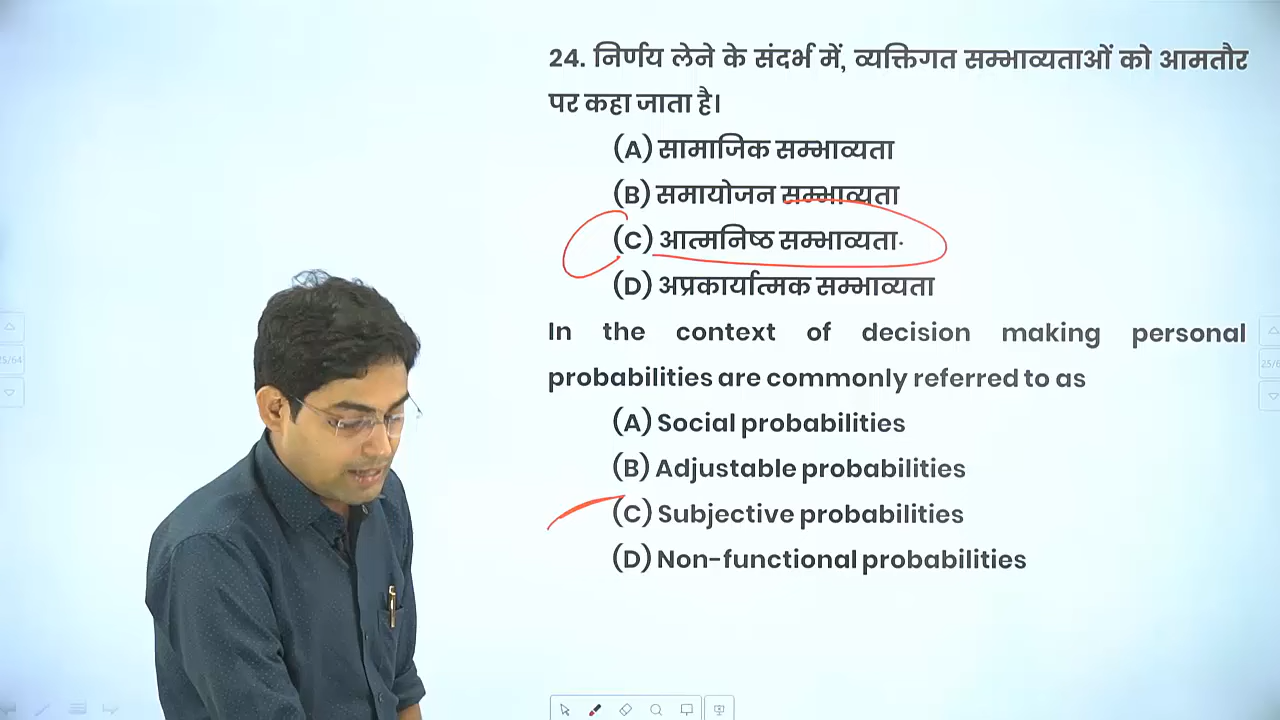 24. निर्णय लेने के संदर्भ में, व्यक्तिगत सम्भाव्यताओं को आमतौर
पर कहा जाता है।
(A) सामाजिक सम्भाव्यता
(B) समायोजन सम्भाव्यता
(C) आत्मनिष्ठ सम्भाव्यता
(D) अप्रकार्यात्मक सम्भाव्यता
In the context of decision making personal
probabilities are commonly referred to as
(A) Social probabilities
(B) Adjustable probabilities
(C) Subjective probabilities
(D) Non-functional probabilities